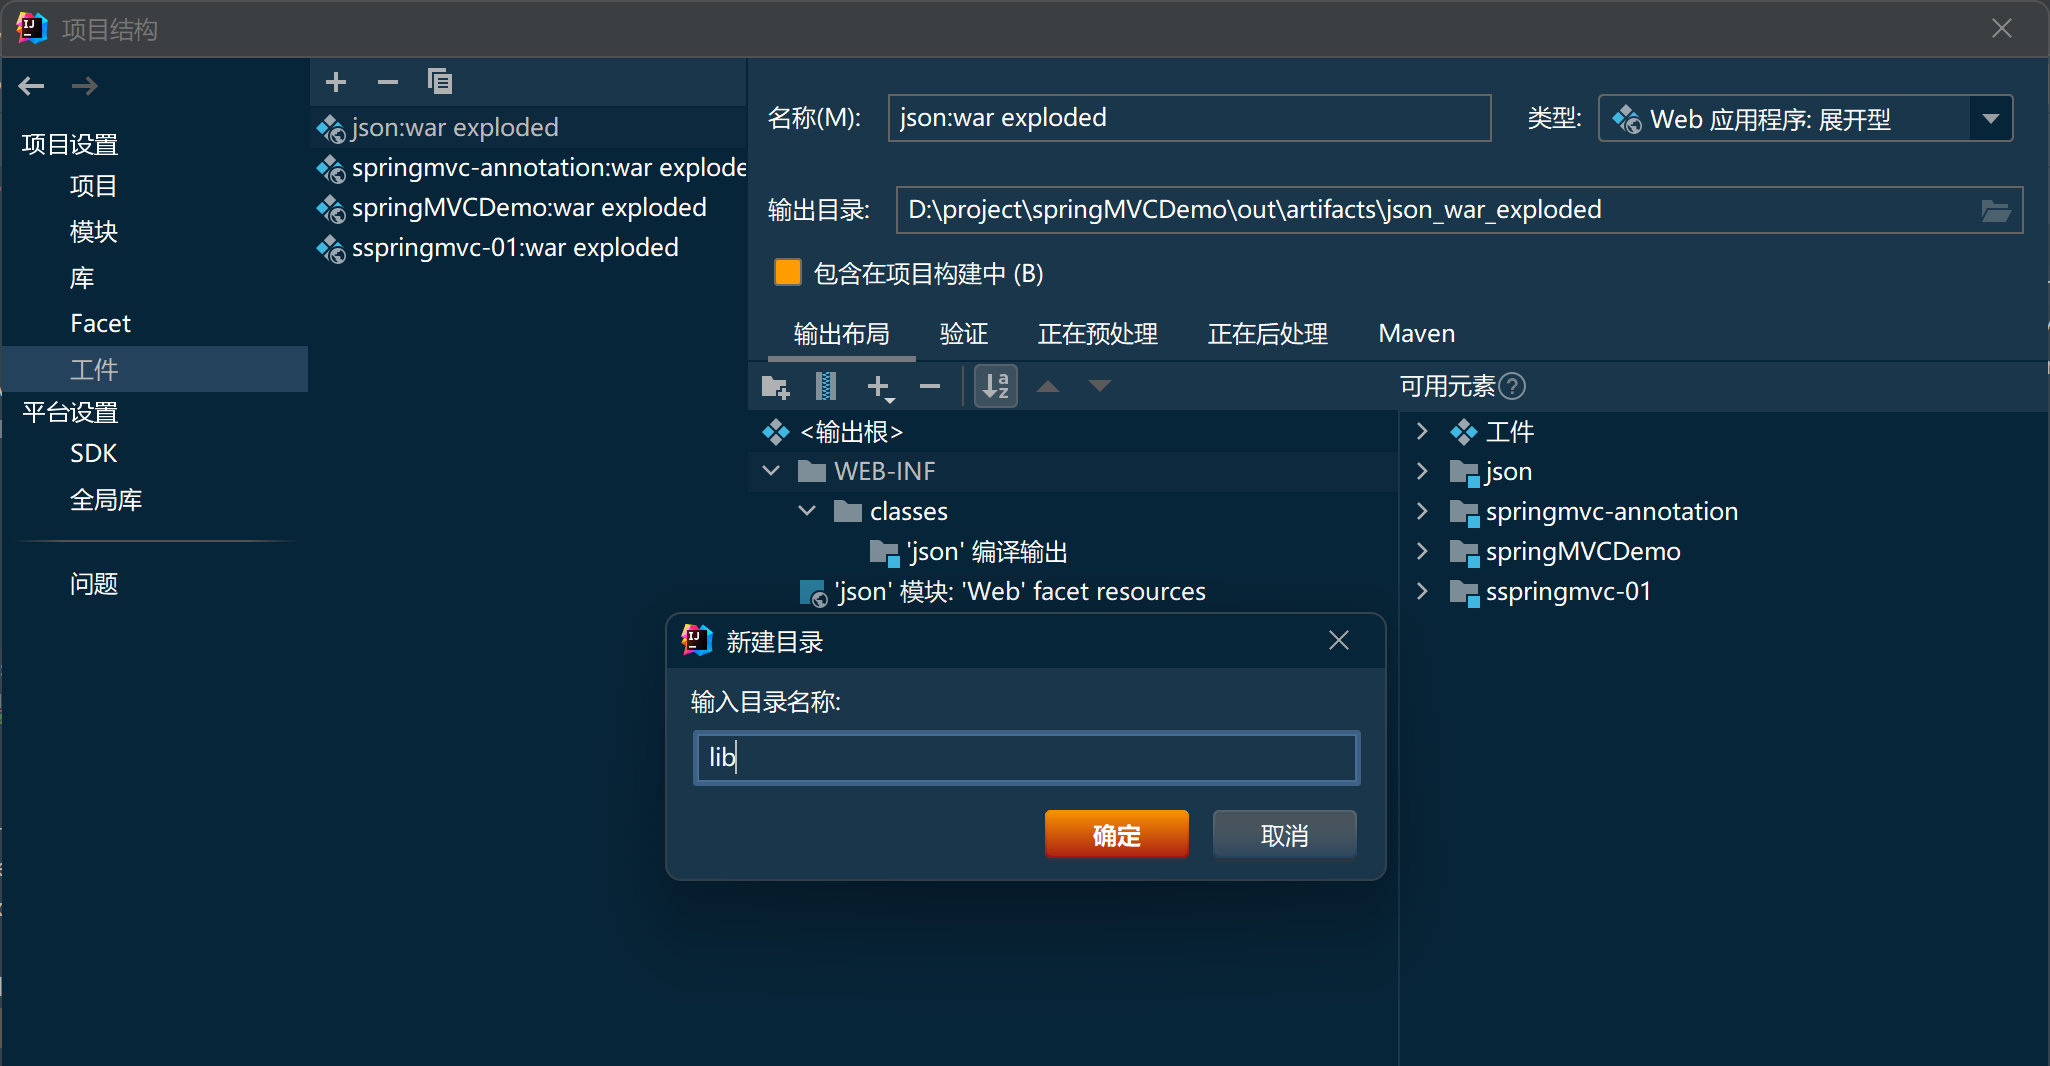 项目结构
项目设置
项目
模块
库
Facet
工件
平台设置
SDK
全局库
问题
json:war exploded
springmvc-annotation:war explode
springMVCDemo:war exploded
sspringmvc-01:war exploded
名称(M): json:war exploded 类型: Web 应用程序: 展开型
输出目录: D:\project\springMVCDemo\out\artifacts\json_war_exploded
包含在项目构建中 (B)
输出布局 验证 正在预处理 正在后处理 Maven
<输出根>
WEB-INF
classes
'json' 编译输出
'json' 模块: 'Web' facet resources
可用元素
工件
json
springmvc-annotation
springMVCDemo
sspringmvc-01
新建目录
输入目录名称:
lib
确定 取消